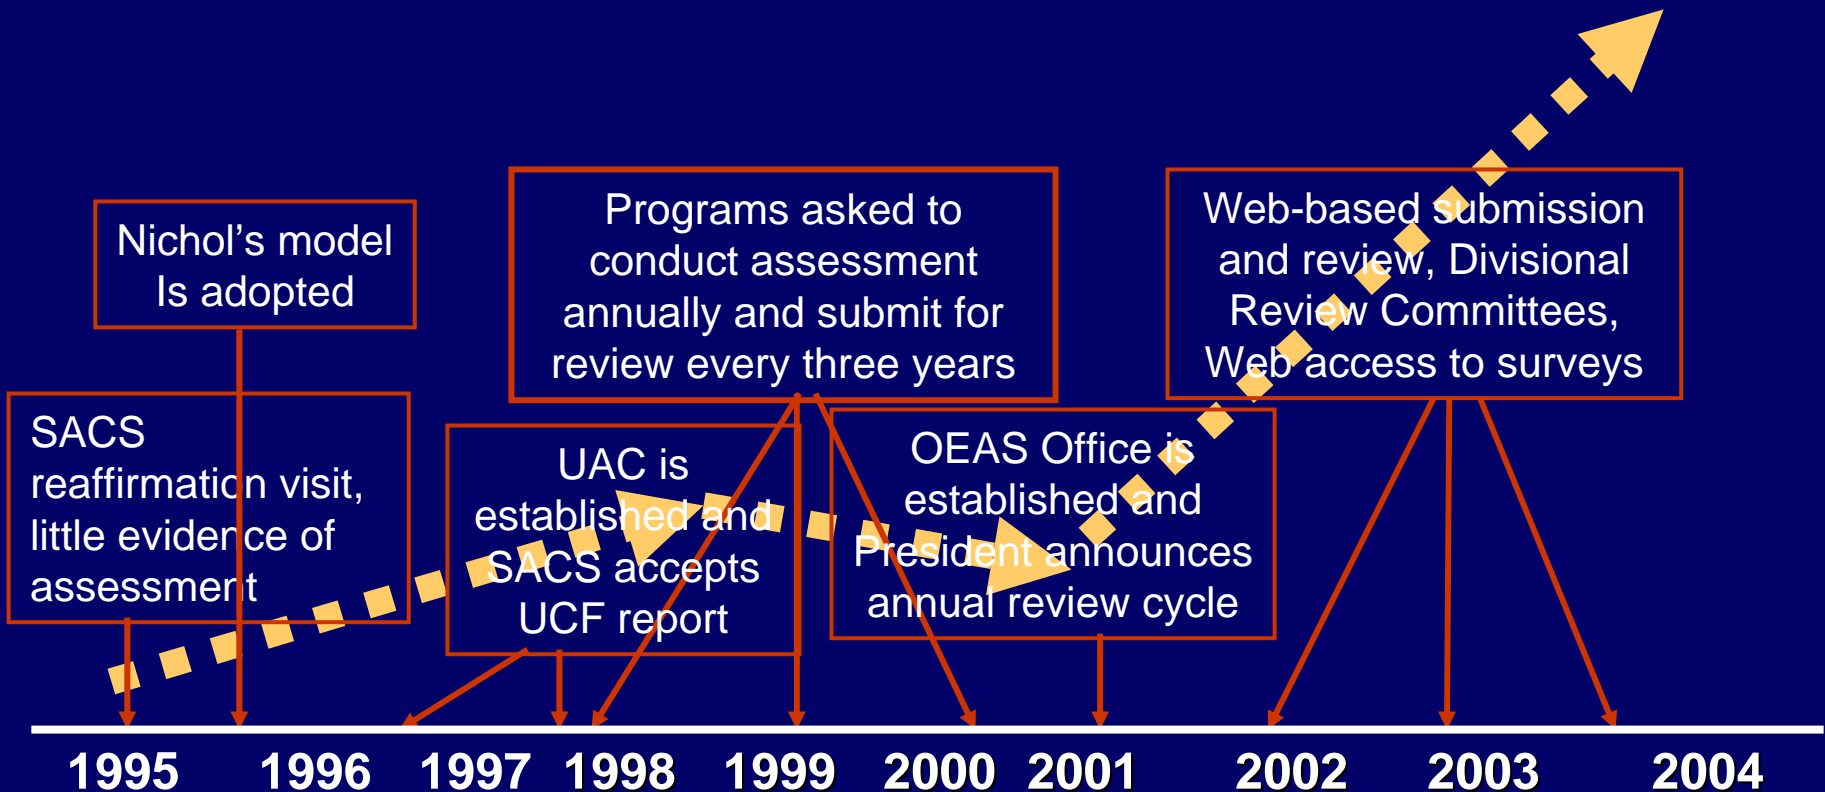 Nichol's model
Is adopted
Programs asked to
conduct assessment
annually and submit for
review every three years
Web-based submission
and review, Divisional
Review Committees,
Web access to surveys
SACS
reaffirmation visit,
little evidence of
assessment
UAC is
established and
SACS accepts
UCF report
OEAS Office is
established and
President announces
annual review cycle
1995 1996 1997 1998 1999 2000 2001 2002 2003 2004